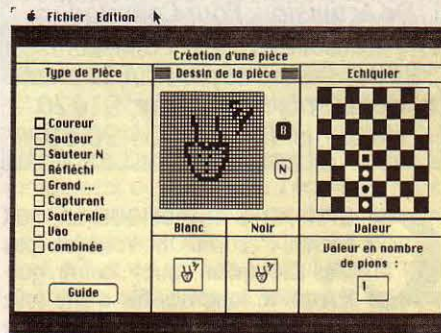 Fichier Edition
Création d'une pièce
Type de Pièce
Dessin de la pièce
Echiquier
Coureur
Sauteur
Sauteur N
Réfléchi
Grand ...
Capturant
Sauterelle
Vao
Combinée
Guide
B
N
Blanc
Noir
Valeur
Valeur en nombre
de pions :
1